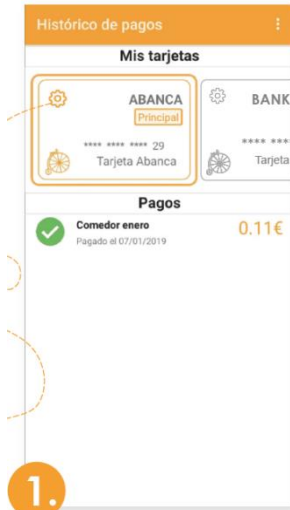 Histórico de pagos
Mis tarjetas
ABANCA
Principal
**** **** **** 29
Tarjeta Abanca
BANK
**** ***
Tarjeta
Pagos
Comedor enero
0.11€
Pagado el 07/01/2019
1.